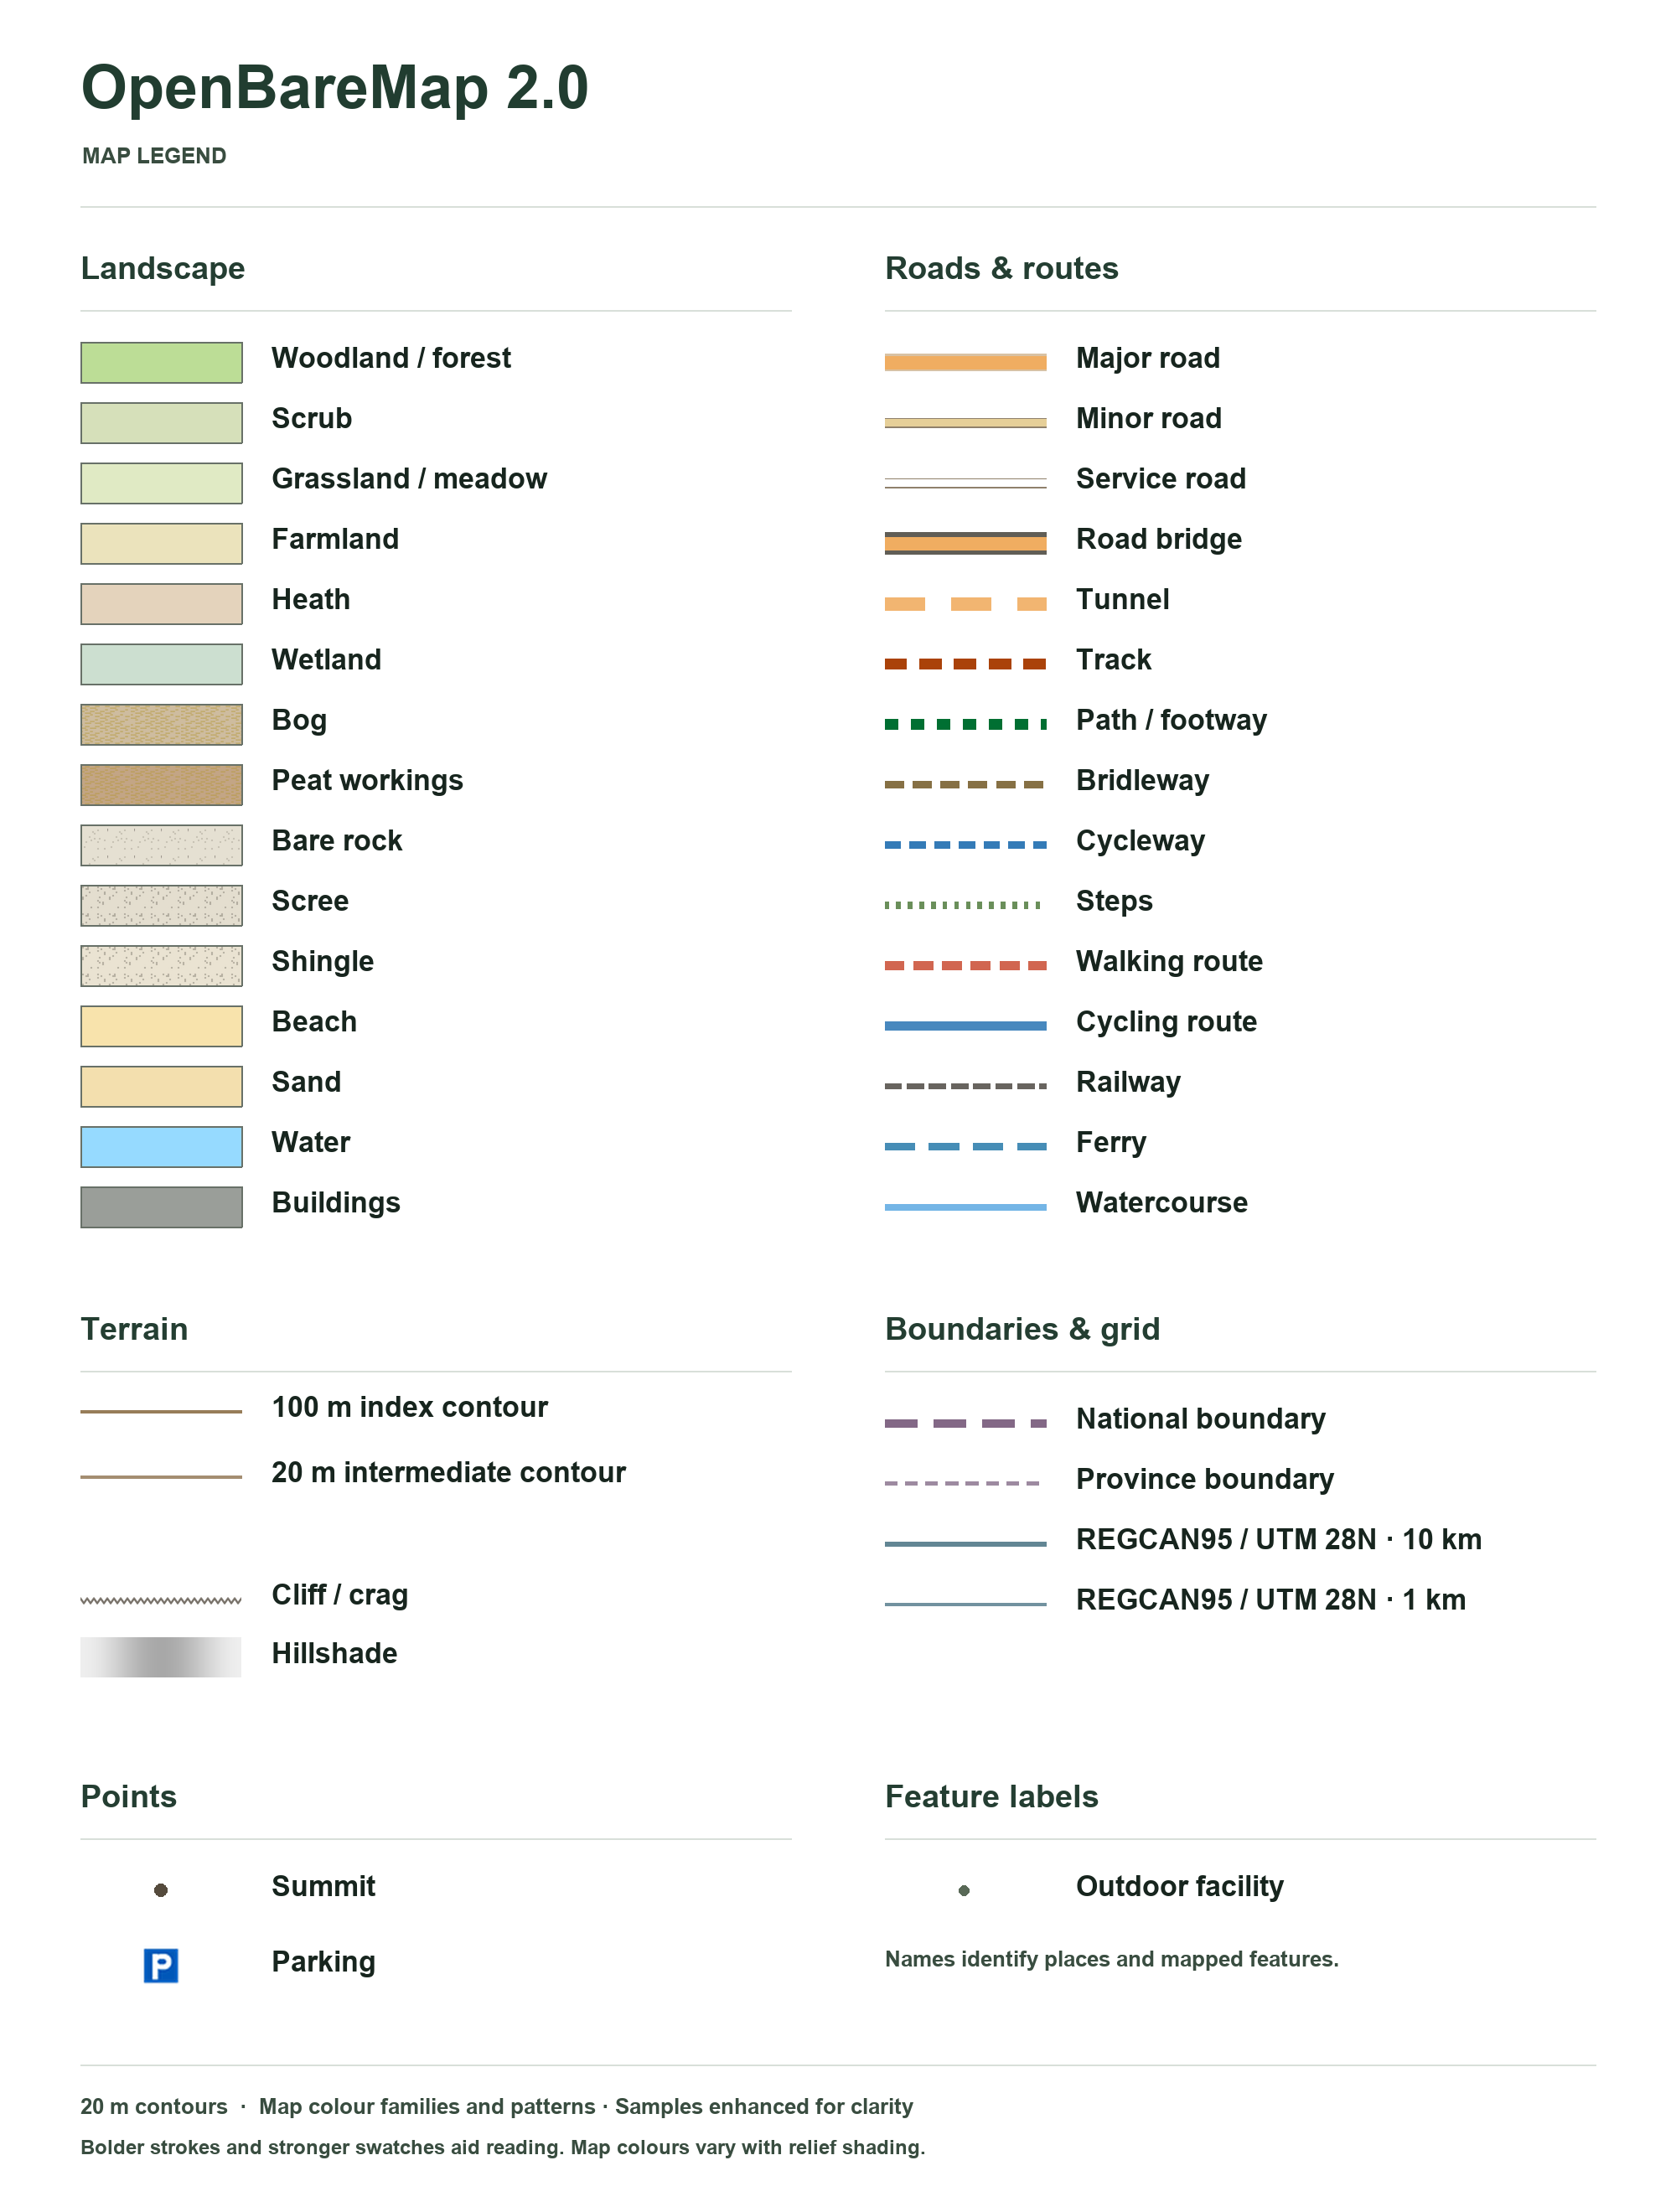 OpenBareMap 2.0
MAP LEGEND
Landscape
Woodland / forest
Scrub
Grassland / meadow
Farmland
Heath
Wetland
Bog
Peat workings
Bare rock
Scree
Shingle
Beach
Sand
Water
Buildings
Roads & routes
Major road
Minor road
Service road
Road bridge
Tunnel
Track
Path / footway
Bridleway
Cycleway
Steps
Walking route
Cycling route
Railway
Ferry
Watercourse
Terrain
100 m index contour
20 m intermediate contour
Cliff / crag
Hillshade
Boundaries & grid
National boundary
Province boundary
REGCAN95 / UTM 28N · 10 km
REGCAN95 / UTM 28N · 1 km
Points
Summit
P
Parking
Feature labels
Outdoor facility
Names identify places and mapped features.
20 m contours · Map colour families and patterns · Samples enhanced for clarity
Bolder strokes and stronger swatches aid reading. Map colours vary with relief shading.